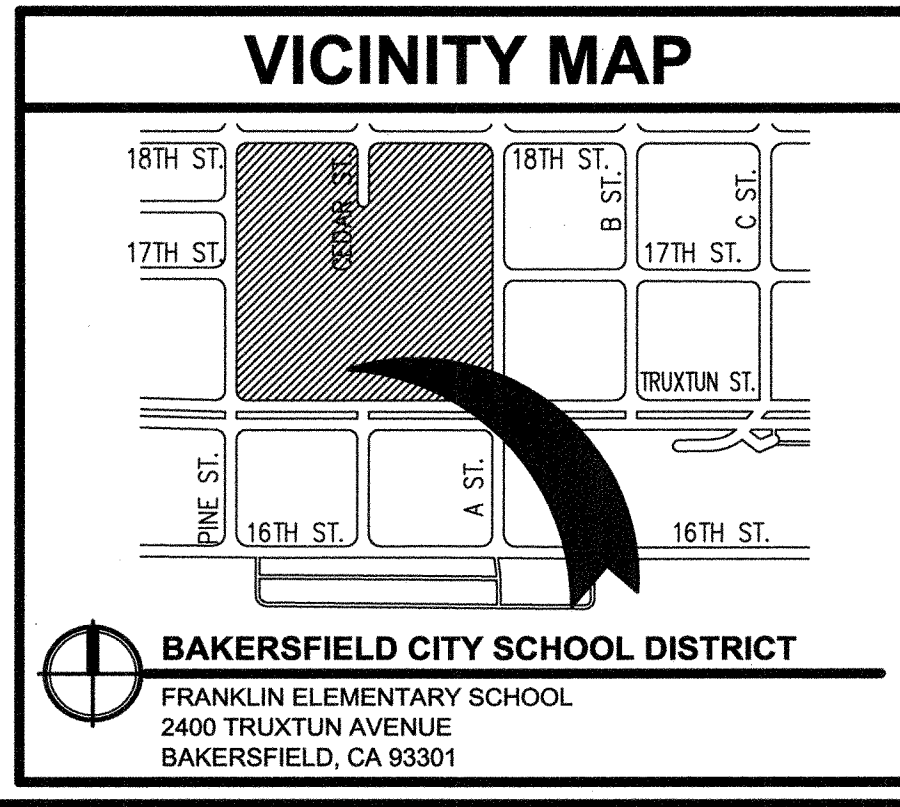 VICINITY MAP
18TH ST.
CEDAR ST.
18TH ST.
B ST.
C ST.
17TH ST.
17TH ST.
TRUXTUN ST.
PINE ST.
A ST.
16TH ST.
16TH ST.
BAKERSFIELD CITY SCHOOL DISTRICT
FRANKLIN ELEMENTARY SCHOOL
2400 TRUXTUN AVENUE
BAKERSFIELD, CA 93301